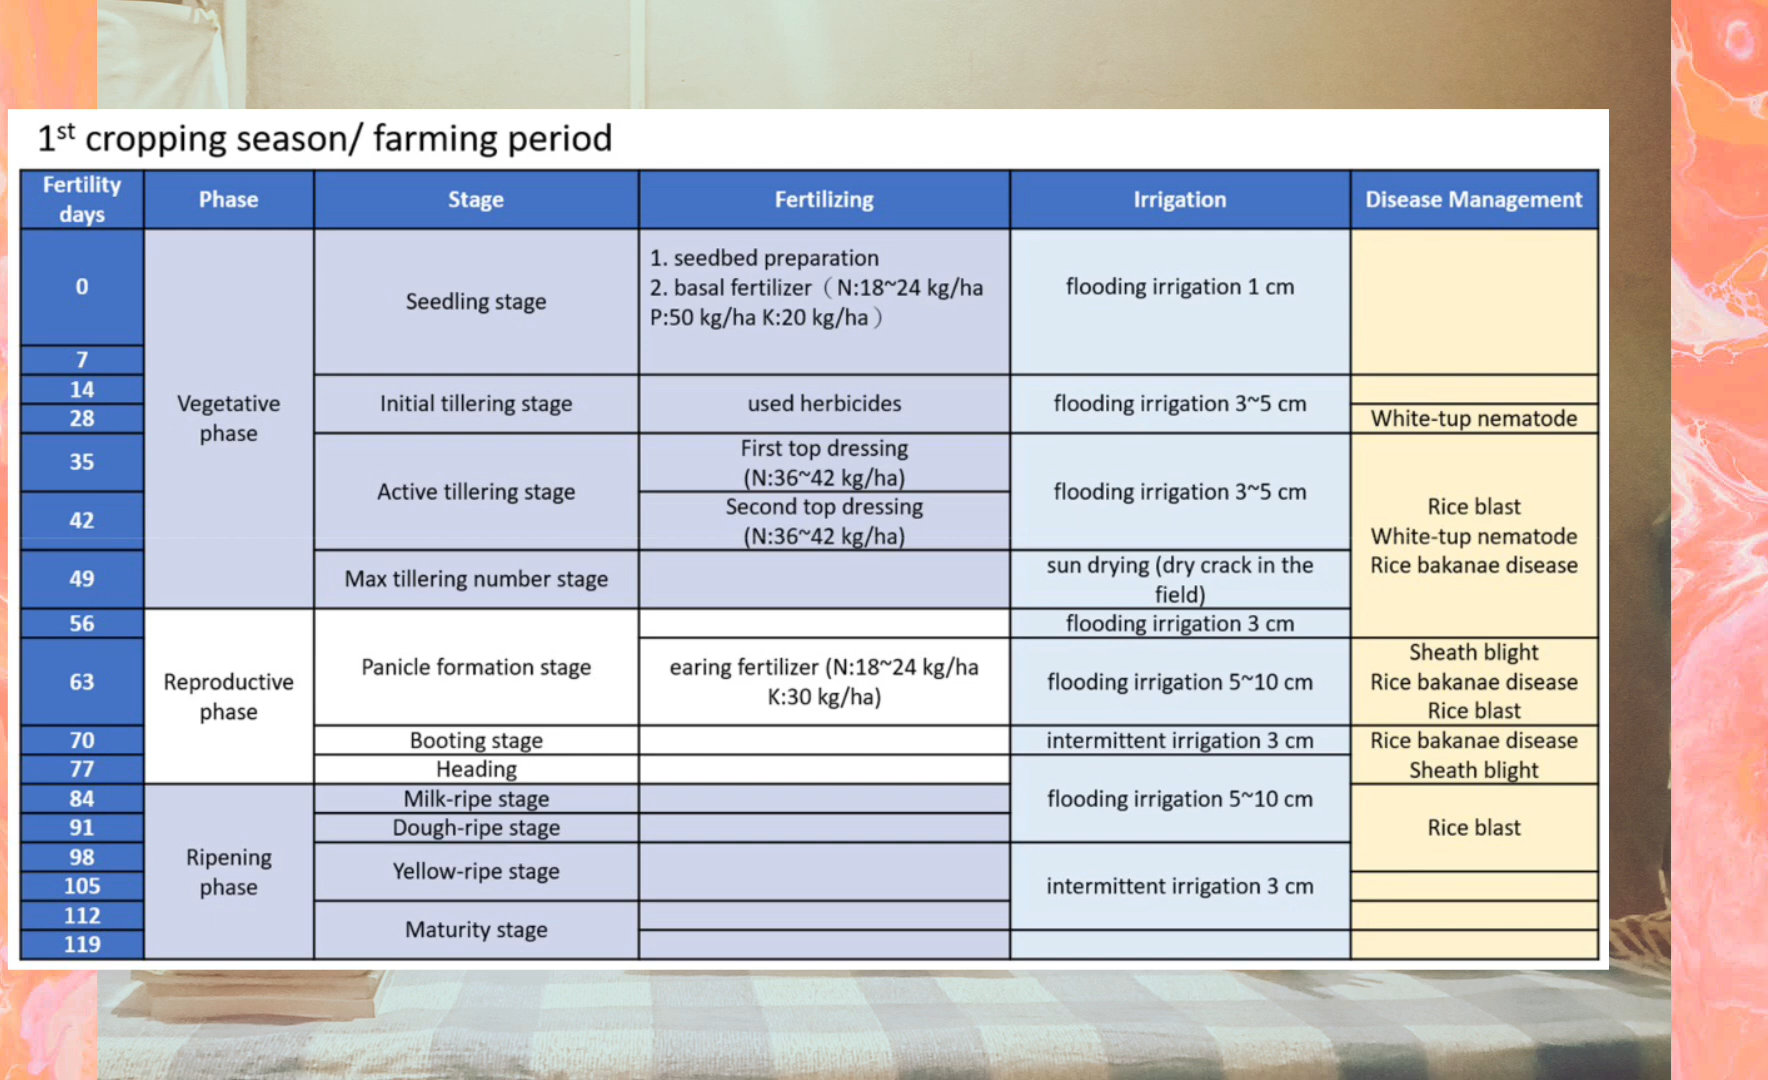 1st cropping season/ farming period
Fertility days
Phase
Stage
Fertilizing
Irrigation
Disease Management
0
7
Vegetative phase
Seedling stage
1. seedbed preparation
2. basal fertilizer（N:18~24 kg/ha
P:50 kg/ha K:20 kg/ha）
flooding irrigation 1 cm
14
28
Initial tillering stage
used herbicides
flooding irrigation 3~5 cm
White-tup nematode
35
42
Active tillering stage
First top dressing
(N:36~42 kg/ha)
Second top dressing
(N:36~42 kg/ha)
flooding irrigation 3~5 cm
Rice blast
White-tup nematode
Rice bakanae disease
49
Max tillering number stage
sun drying (dry crack in the
field)
56
Reproductive
phase
Panicle formation stage
flooding irrigation 3 cm
63
earing fertilizer (N:18~24 kg/ha
K:30 kg/ha)
flooding irrigation 5~10 cm
Sheath blight
Rice bakanae disease
Rice blast
70
Booting stage
intermittent irrigation 3 cm
Rice bakanae disease
Sheath blight
77
Heading
flooding irrigation 5~10 cm
84
Ripening
phase
Milk-ripe stage
Rice blast
91
Dough-ripe stage
98
105
Yellow-ripe stage
intermittent irrigation 3 cm
112
119
Maturity stage